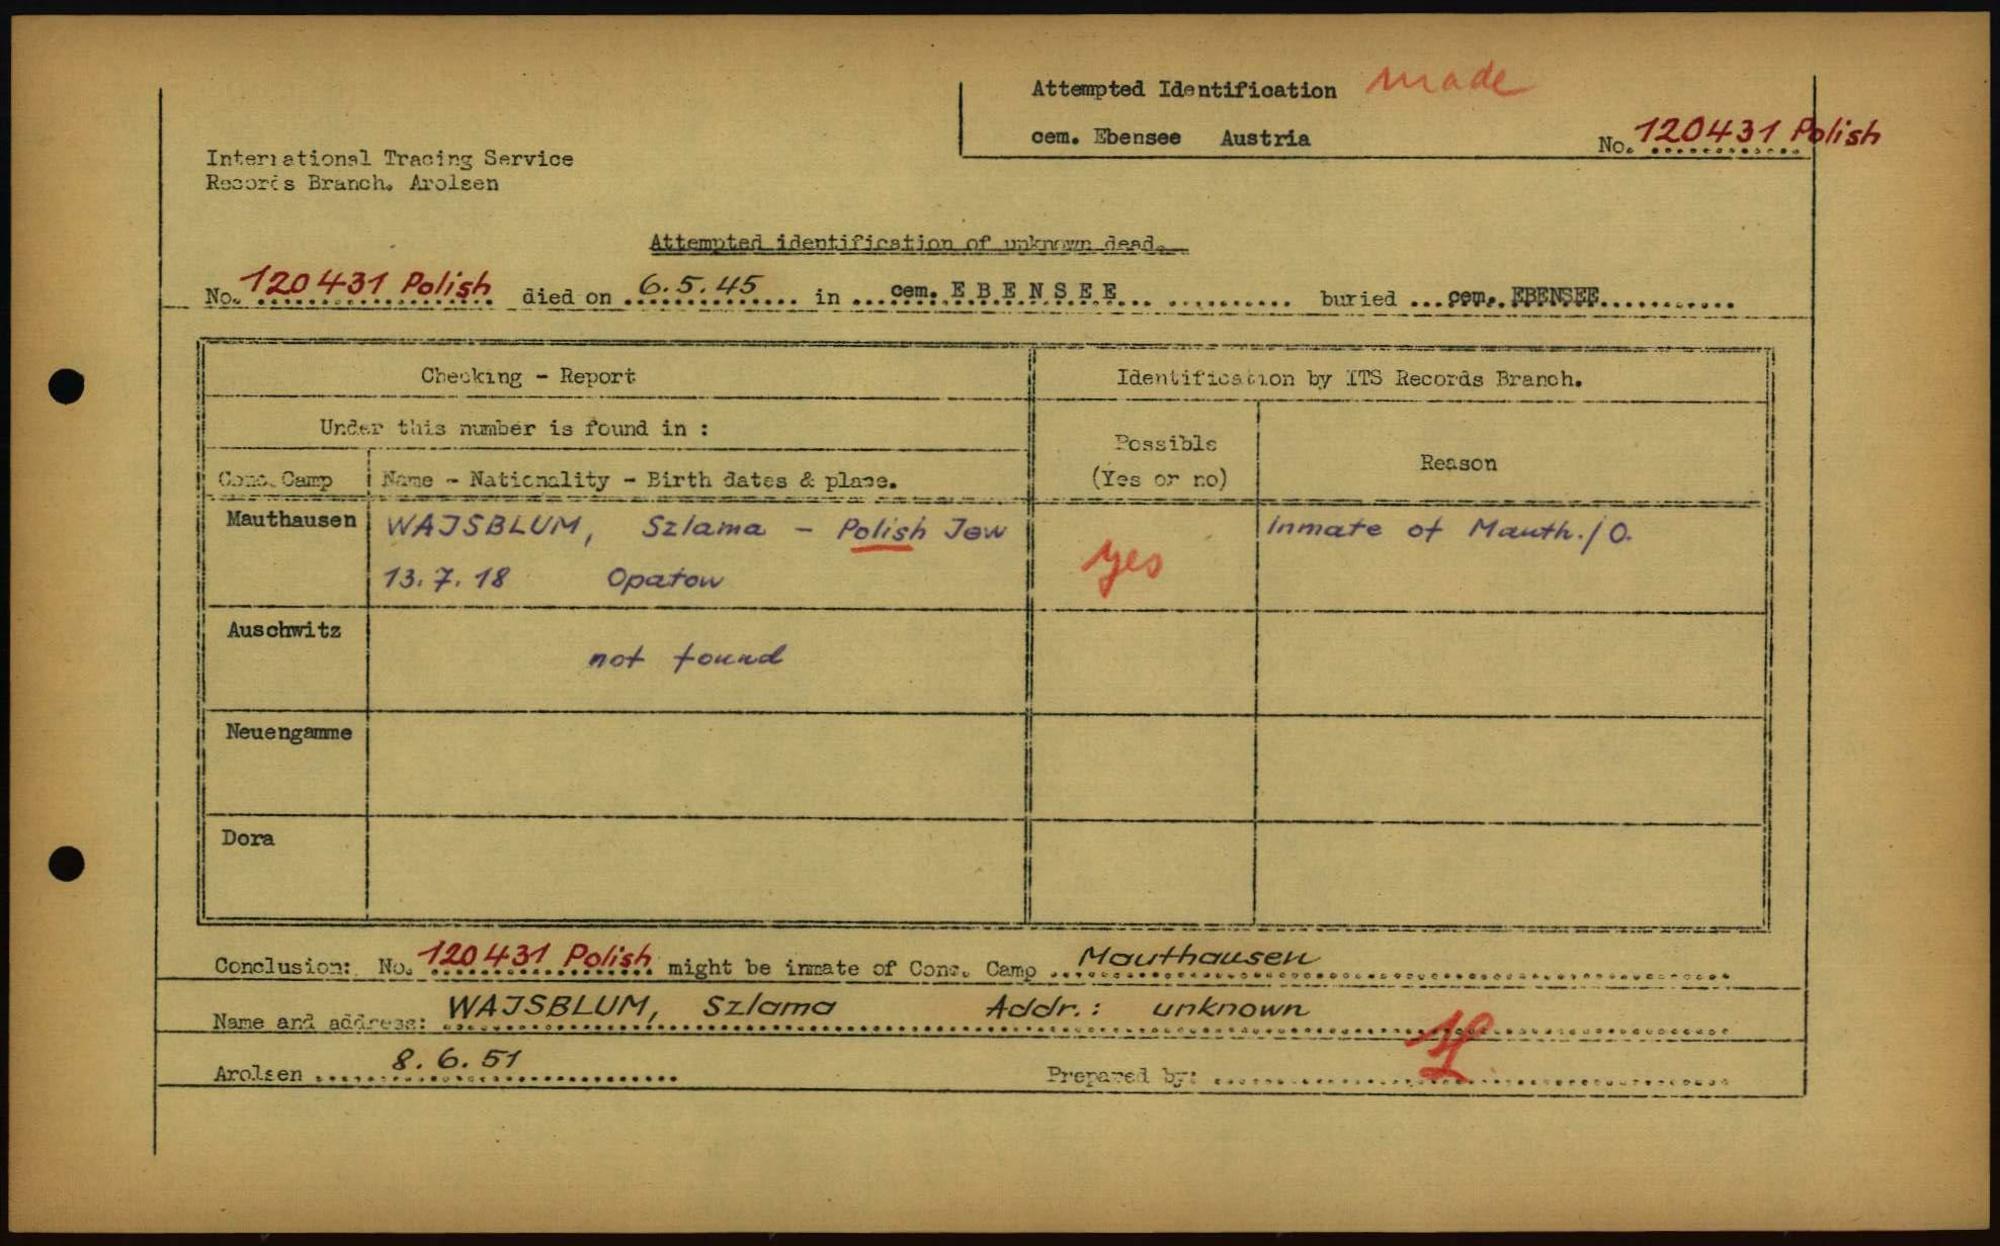 Attempted Identification made
cem. Ebensee Austria
No. 120431 Polish
International Tracing Service
Records Branch. Arolsen
Attempted identification of unknown dead.
No. 120431 Polish died on 6.5.45 in cem. EBENSEE buried cem. EBENSEE
Checking - Report
Identification by ITS Records Branch.
Under this number is found in :
Possible
(Yes or no)
Reason
Conc. Camp
Name - Nationality - Birth dates & place.
Mauthausen
WAJSBLUM, Szlama - Polish Jew
13.7.18 Opatow
yes
Inmate of Mauth./O.
Auschwitz
not found
Neuengamme
Dora
Conclusion: No. 120431 Polish might be inmate of Conc. Camp Mauthausen
Name and address: WAJSBLUM, Szlama Addr.: unknown
Arolsen 8.6.51
Prepared by: